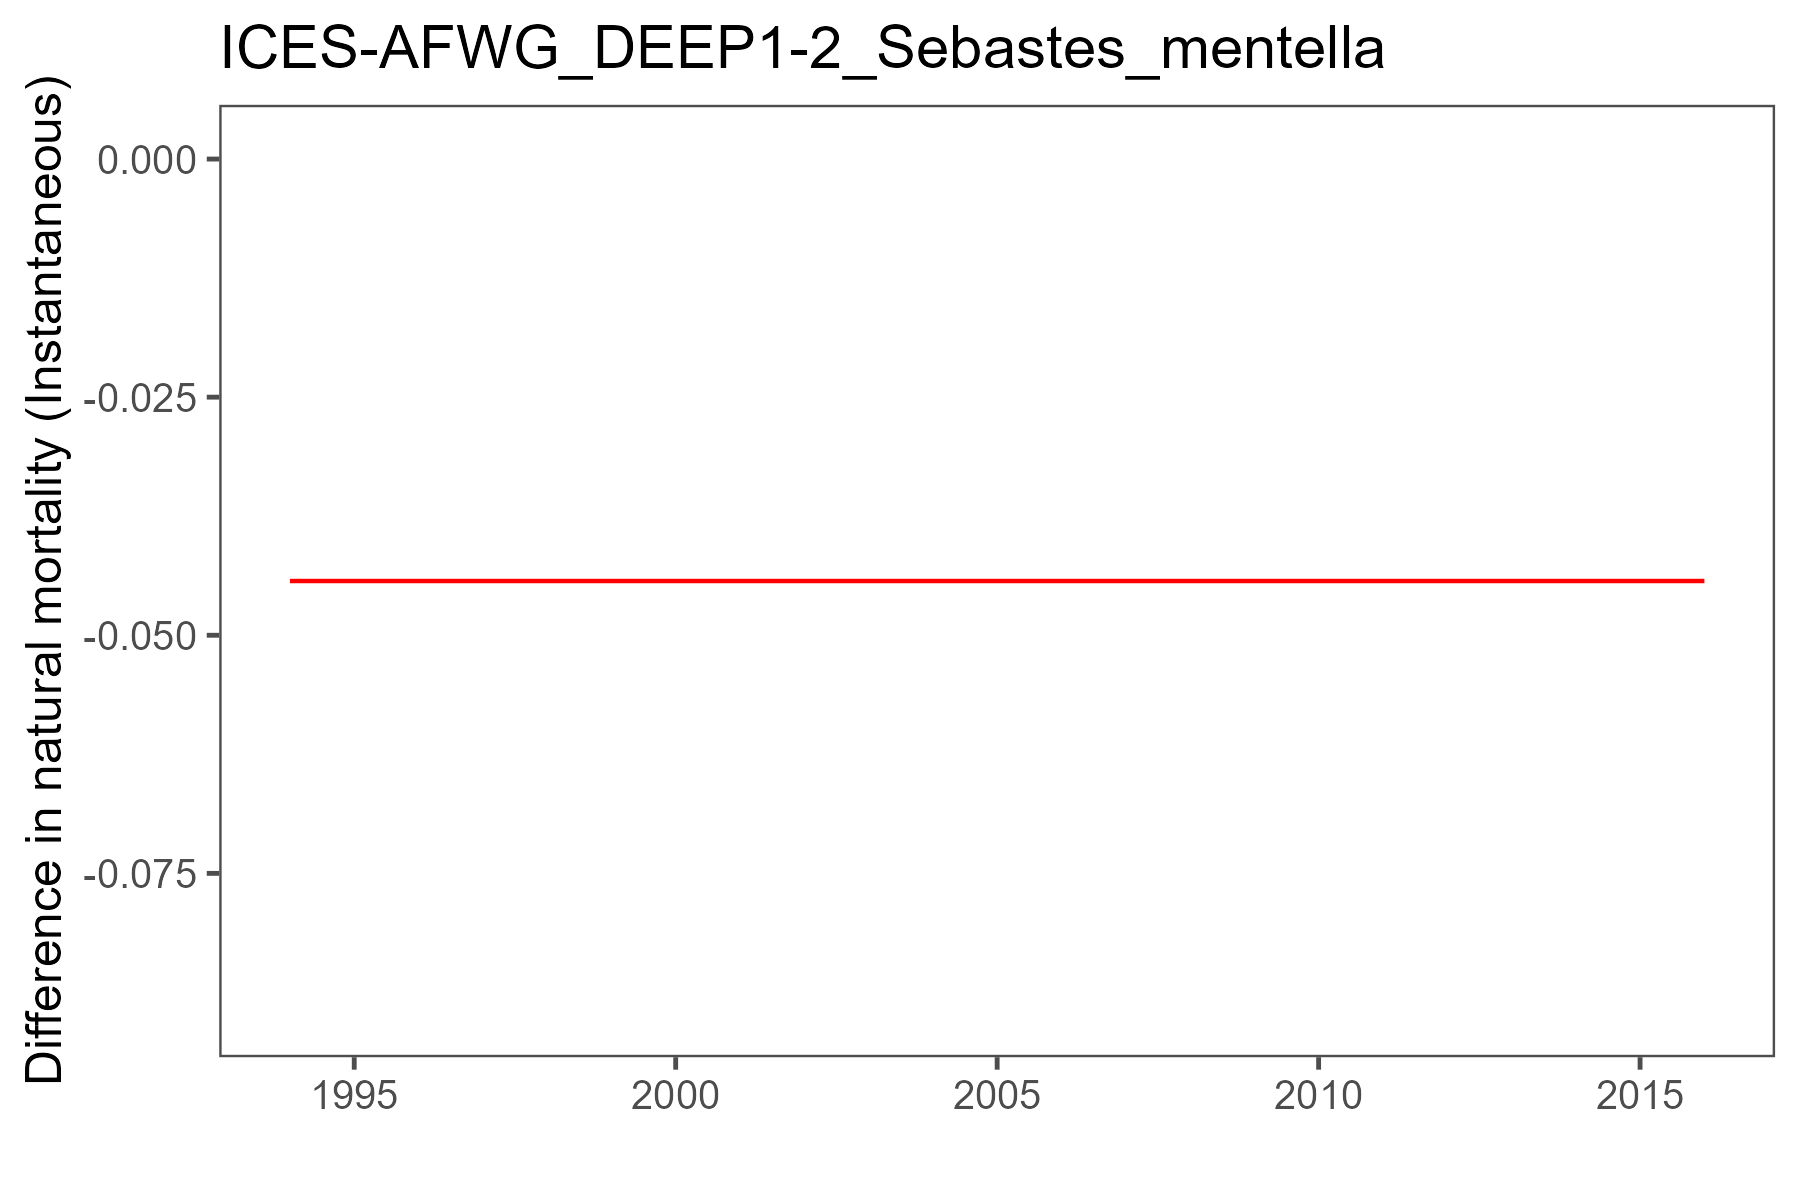 ICES-AFWG_DEEP1-2_Sebastes_mentella
Difference in natural mortality (Instantaneous)
0.000
-0.025
-0.050
-0.075
1995 2000 2005 2010 2015